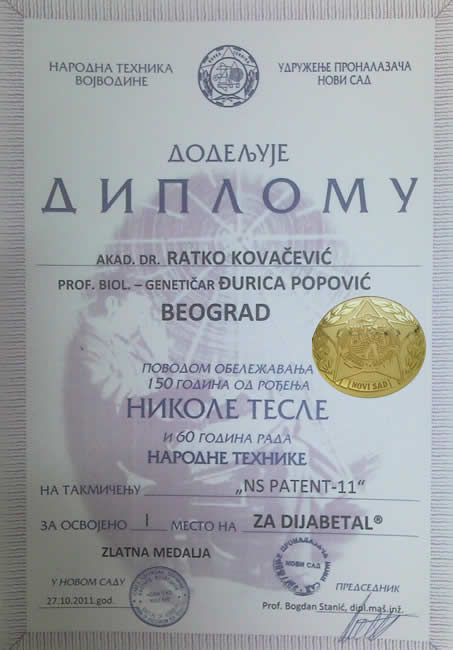 НАРОДНА ТЕХНИКА
ВОЈВОДИНЕ
УДРУЖЕЊЕ ПРОНАЛАЗАЧА
НОВИ САД
ДОДЕЉУЈЕ
ДИПЛОМУ
AKAD. DR. RATKO KOVAČEVIĆ
PROF. BIOL. – GENETIČAR ĐURICA POPOVIĆ
BEOGRAD
NOVI SAD
ПОВОДОМ ОБЕЛЕЖАВАЊА
150 ГОДИНА ОД РОЂЕЊА
НИКОЛЕ ТЕСЛЕ
И 60 ГОДИНА РАДА
НАРОДНЕ ТЕХНИКЕ
НА ТАКМИЧЕЊУ „NS PATENT-11“
ЗА ОСВОЈЕНО I МЕСТО НА ZA DIJABETAL®
ZLATNA MEDALJA
НОВИ САД
У НОВОМ САДУ
ПРЕДСЕДНИК
27.10.2011.god.
Prof. Bogdan Stanić, dipl.maš.inž.